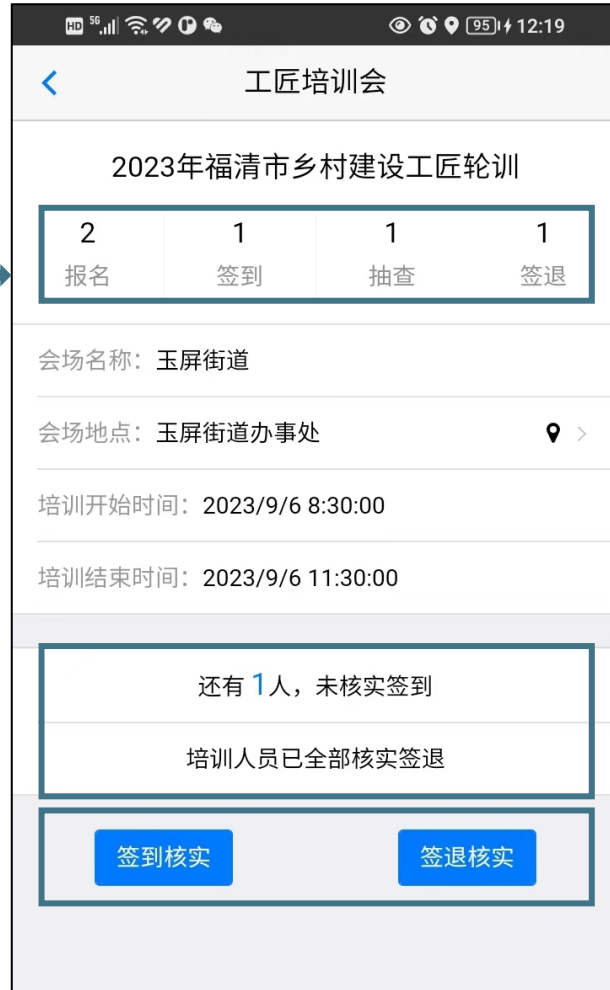 HD 5G 95 12:19
工匠培训会
2023年福清市乡村建设工匠轮训
2 1 1 1
报名 签到 抽查 签退
会场名称：玉屏街道
会场地点：玉屏街道办事处
培训开始时间：2023/9/6 8:30:00
培训结束时间：2023/9/6 11:30:00
还有1人，未核实签到
培训人员已全部核实签退
签到核实 签退核实